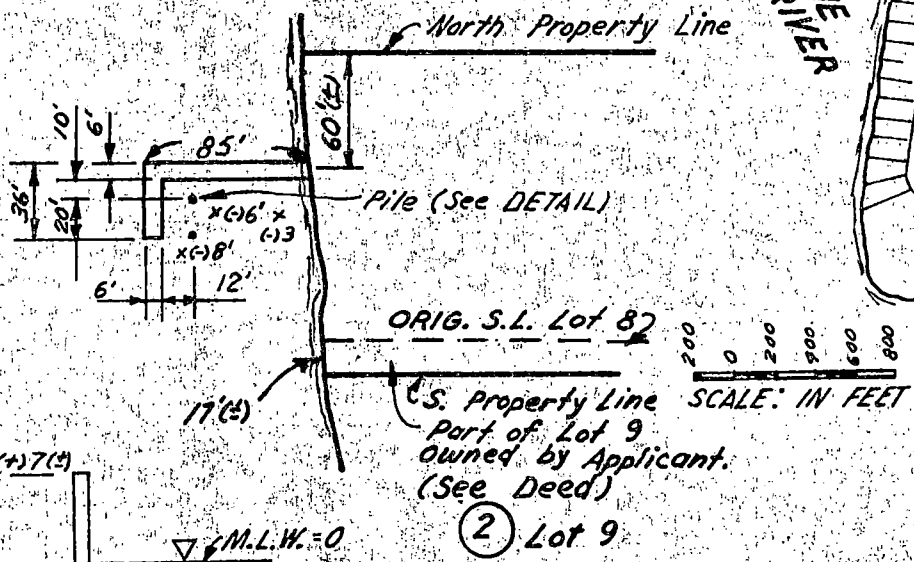 North Property Line
E
RIVER
60'(±)
10'
6'
85'
36'
20'
Pile (See DETAIL)
x(-)6' x
(-)3
x(-)8'
6'
12'
ORIG. S.L. Lot 8
200
0
200
400
600
800
SCALE: IN FEET
17'(±)
S. Property Line
Part of Lot 9
Owned by Applicant.
(See Deed)
(+)7(±)
M.L.W.=0
2 Lot 9